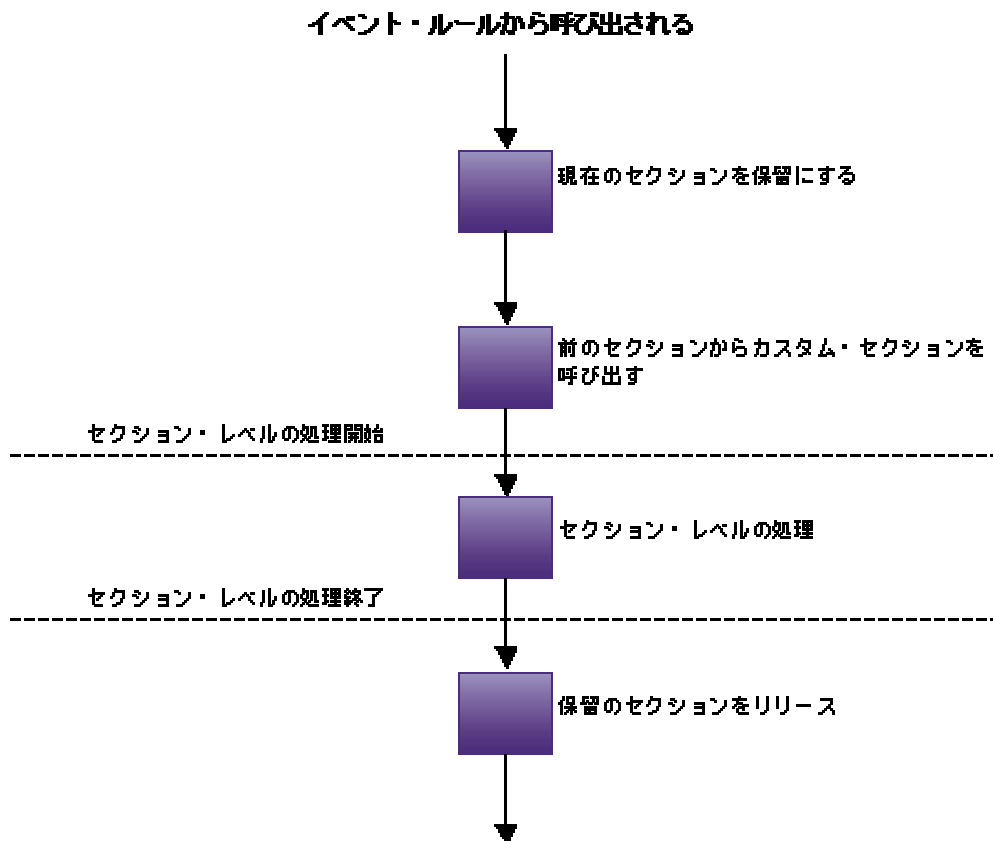 イベント・ルールから呼び出される
現在のセクションを保留にする
前のセクションからカスタム・セクションを
呼び出す
セクション・レベルの処理開始
セクション・レベルの処理
セクション・レベルの処理終了
保留のセクションをリリース